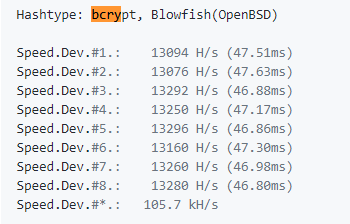 Hashtype: bcrypt, Blowfish(OpenBSD)
Speed.Dev.#1.: 13094 H/s (47.51ms)
Speed.Dev.#2.: 13076 H/s (47.63ms)
Speed.Dev.#3.: 13292 H/s (46.88ms)
Speed.Dev.#4.: 13250 H/s (47.17ms)
Speed.Dev.#5.: 13296 H/s (46.86ms)
Speed.Dev.#6.: 13160 H/s (47.30ms)
Speed.Dev.#7.: 13260 H/s (46.98ms)
Speed.Dev.#8.: 13280 H/s (46.80ms)
Speed.Dev.#*.: 105.7 kH/s